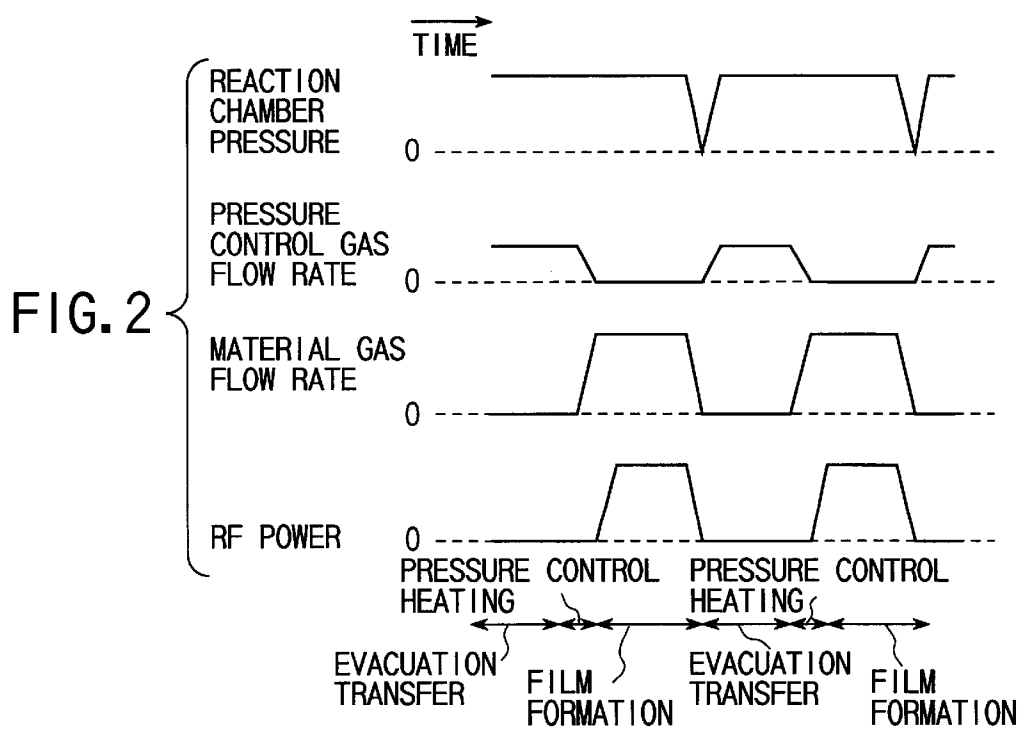 TIME
REACTION
CHAMBER
PRESSURE
0
PRESSURE
CONTROL GAS
FLOW RATE
0
FIG. 2
MATERIAL GAS
FLOW RATE
0
RF POWER
0
PRESSURE CONTROL
HEATING
PRESSURE CONTROL
HEATING
EVACUATION
TRANSFER
FILM
FORMATION
EVACUATION
TRANSFER
FILM
FORMATION